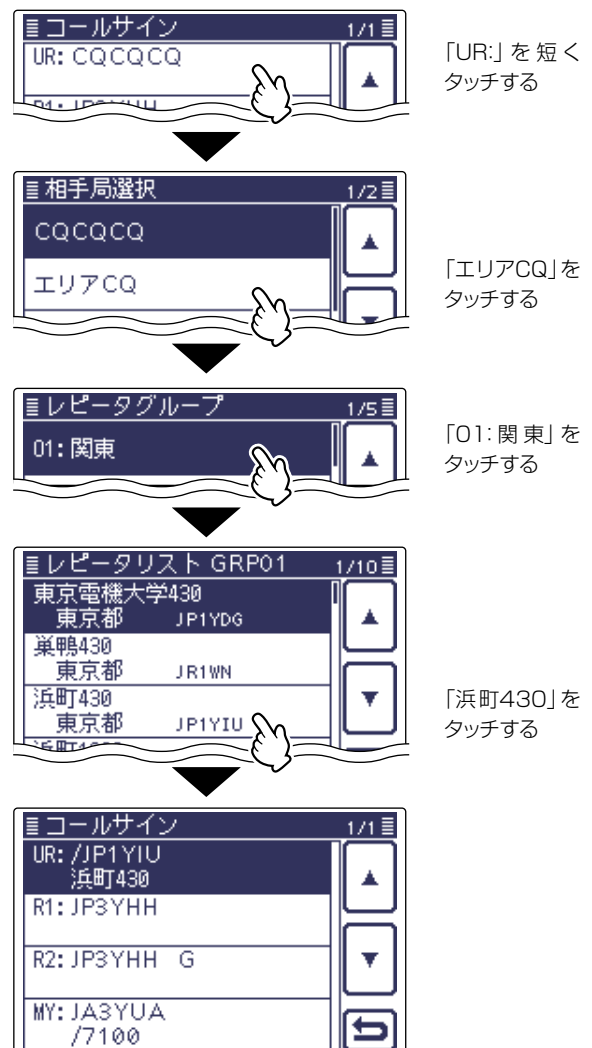 コールサイン 1/1
UR: CQCQCQ
「UR:」を短く
タッチする
相手局選択 1/2
CQCQCQ
エリアCQ
「エリアCQ」を
タッチする
レピータグループ 1/5
01: 関東
「01: 関東」を
タッチする
レピータリスト GRP01 1/10
東京電機大学430
東京都 JP1YDG
巣鴨430
東京都 JR1WN
浜町430
東京都 JP1YIU
「浜町430」を
タッチする
コールサイン 1/1
UR: /JP1YIU
浜町430
R1: JP3YHH
R2: JP3YHH G
MY: JA3YUA
/7100